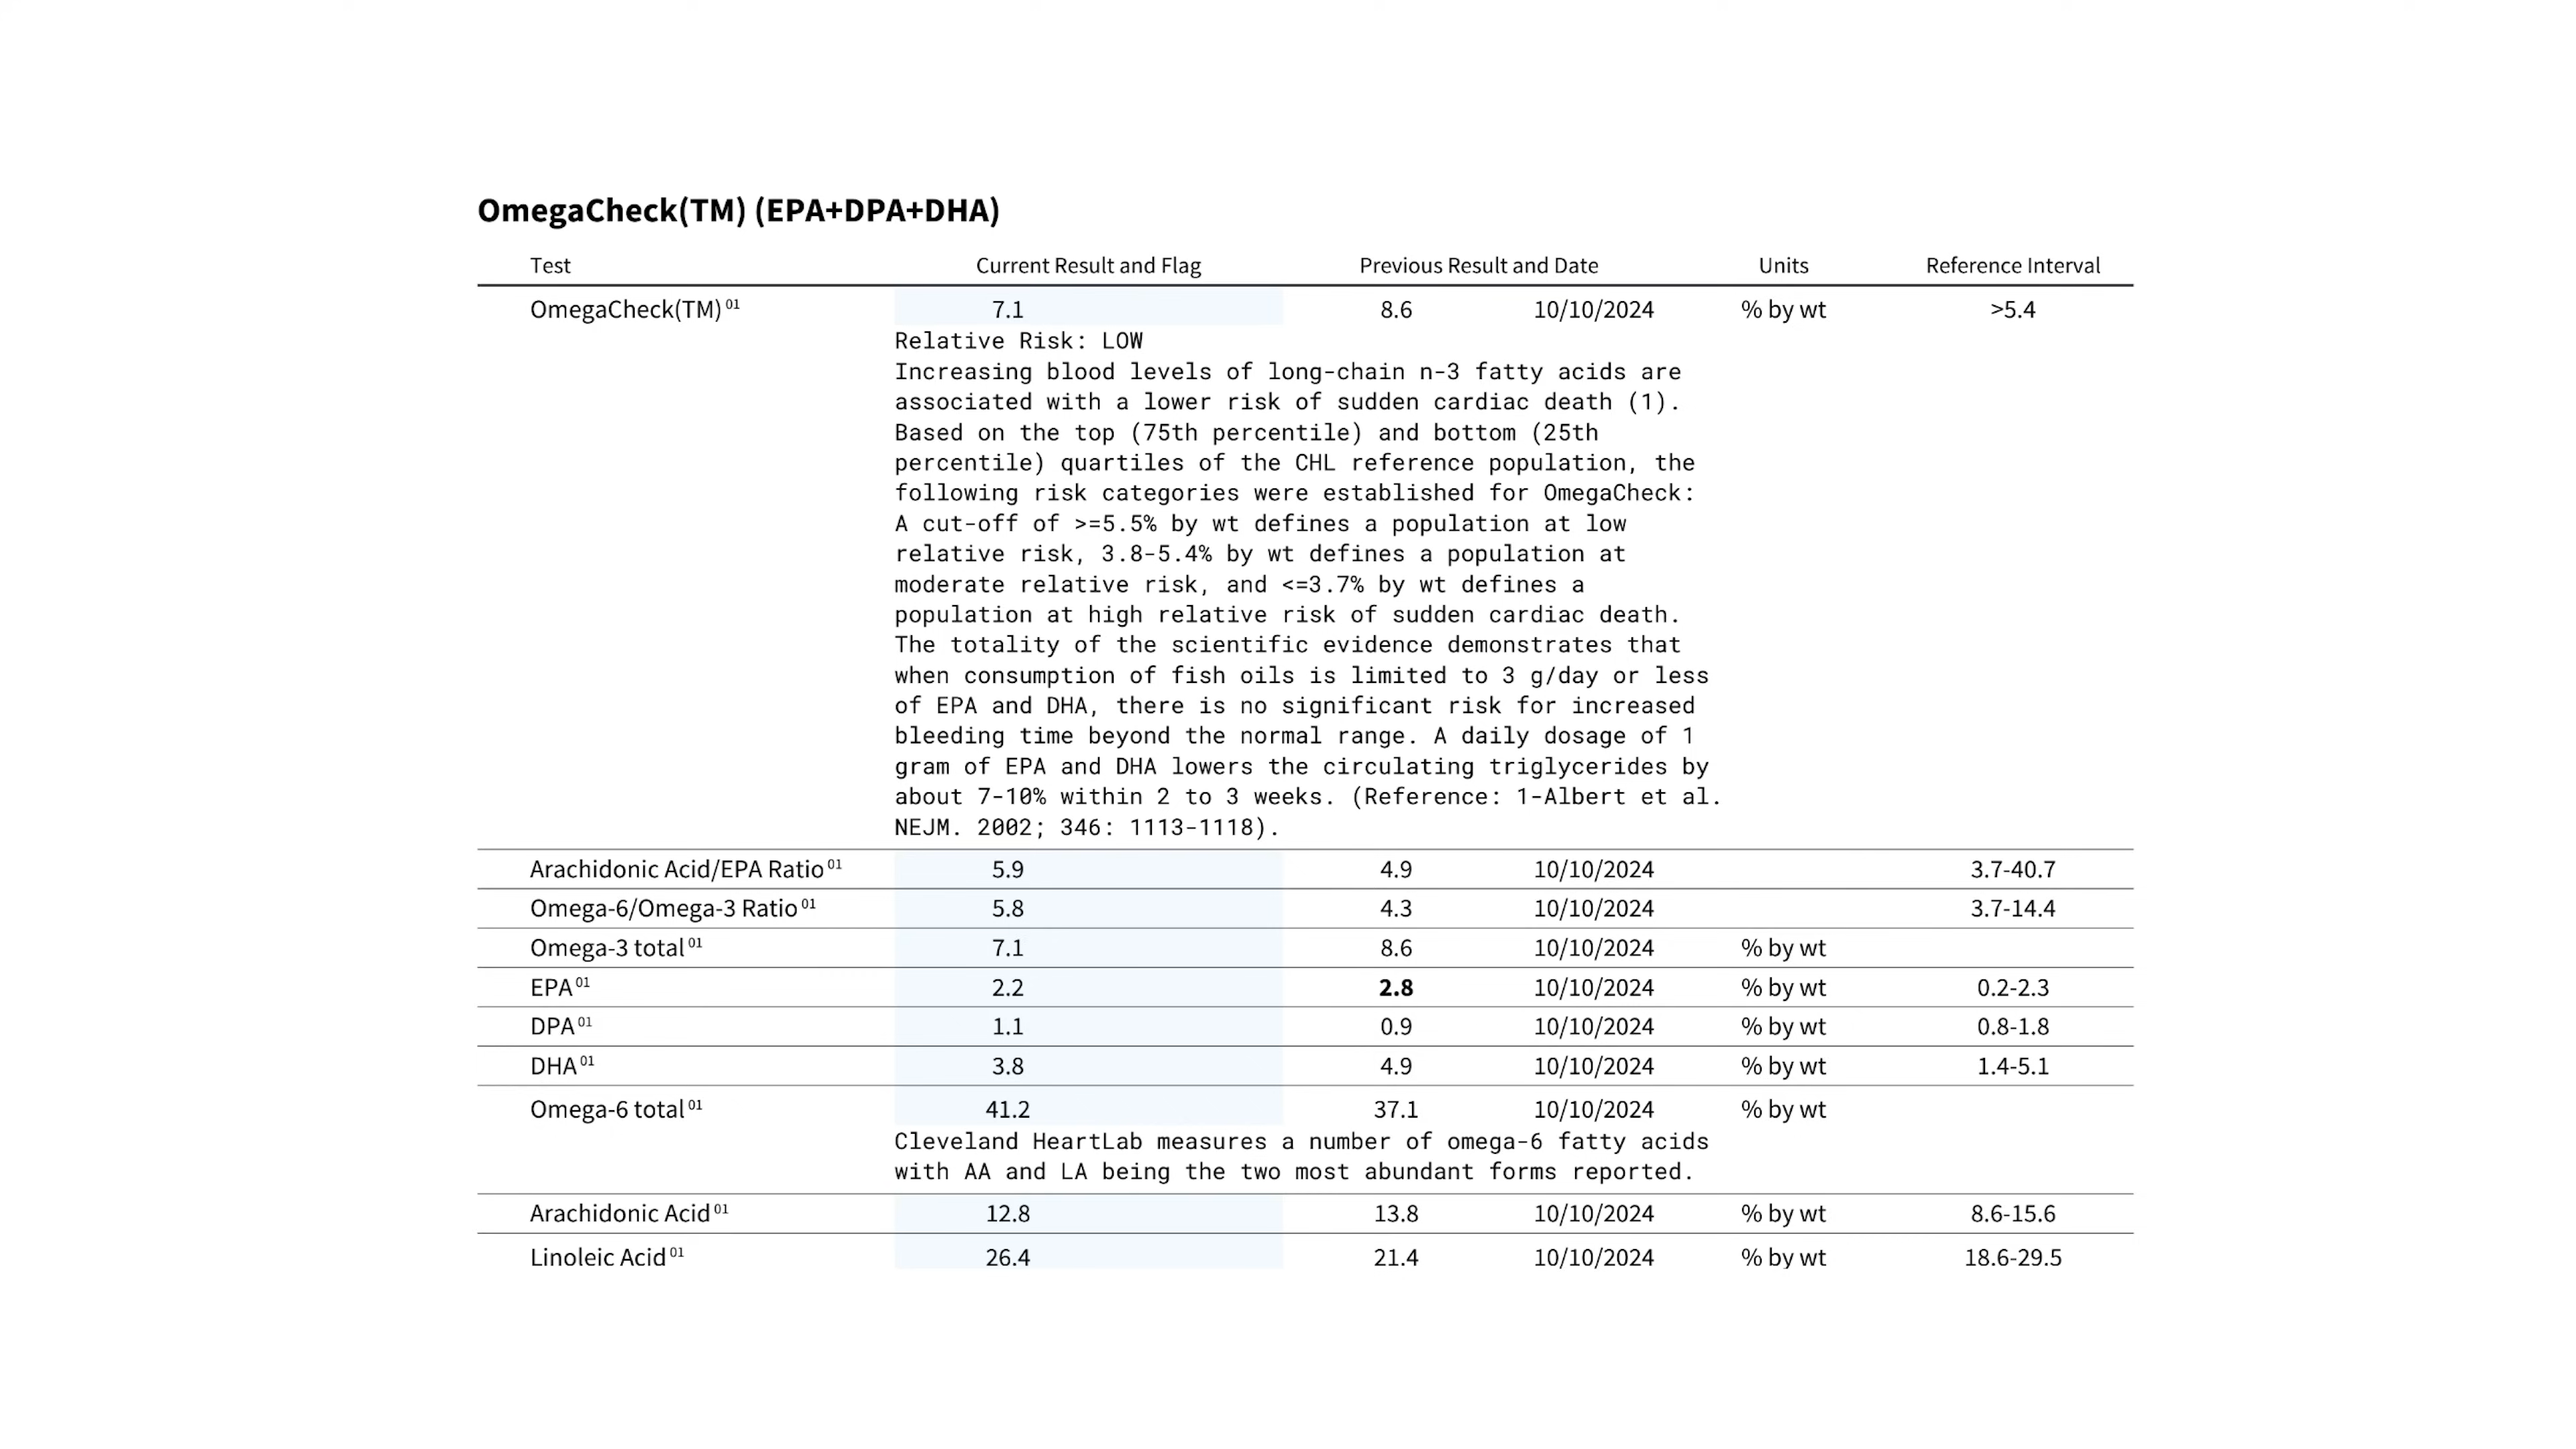 OmegaCheck(TM) (EPA+DPA+DHA)
Test Current Result and Flag Previous Result and Date Units Reference Interval
OmegaCheck(TM) 01 7.1 8.6 10/10/2024 % by wt >5.4
Relative Risk: LOW
Increasing blood levels of long-chain n-3 fatty acids are
associated with a lower risk of sudden cardiac death (1).
Based on the top (75th percentile) and bottom (25th
percentile) quartiles of the CHL reference population, the
following risk categories were established for OmegaCheck:
A cut-off of >=5.5% by wt defines a population at low
relative risk, 3.8-5.4% by wt defines a population at
moderate relative risk, and <=3.7% by wt defines a
population at high relative risk of sudden cardiac death.
The totality of the scientific evidence demonstrates that
when consumption of fish oils is limited to 3 g/day or less
of EPA and DHA, there is no significant risk for increased
bleeding time beyond the normal range. A daily dosage of 1
gram of EPA and DHA lowers the circulating triglycerides by
about 7-10% within 2 to 3 weeks. (Reference: 1-Albert et al.
NEJM. 2002; 346: 1113-1118).
Arachidonic Acid/EPA Ratio 01 5.9 4.9 10/10/2024 3.7-40.7
Omega-6/Omega-3 Ratio 01 5.8 4.3 10/10/2024 3.7-14.4
Omega-3 total 01 7.1 8.6 10/10/2024 % by wt
EPA 01 2.2 2.8 10/10/2024 % by wt 0.2-2.3
DPA 01 1.1 0.9 10/10/2024 % by wt 0.8-1.8
DHA 01 3.8 4.9 10/10/2024 % by wt 1.4-5.1
Omega-6 total 01 41.2 37.1 10/10/2024 % by wt
Cleveland HeartLab measures a number of omega-6 fatty acids
with AA and LA being the two most abundant forms reported.
Arachidonic Acid 01 12.8 13.8 10/10/2024 % by wt 8.6-15.6
Linoleic Acid 01 26.4 21.4 10/10/2024 % by wt 18.6-29.5